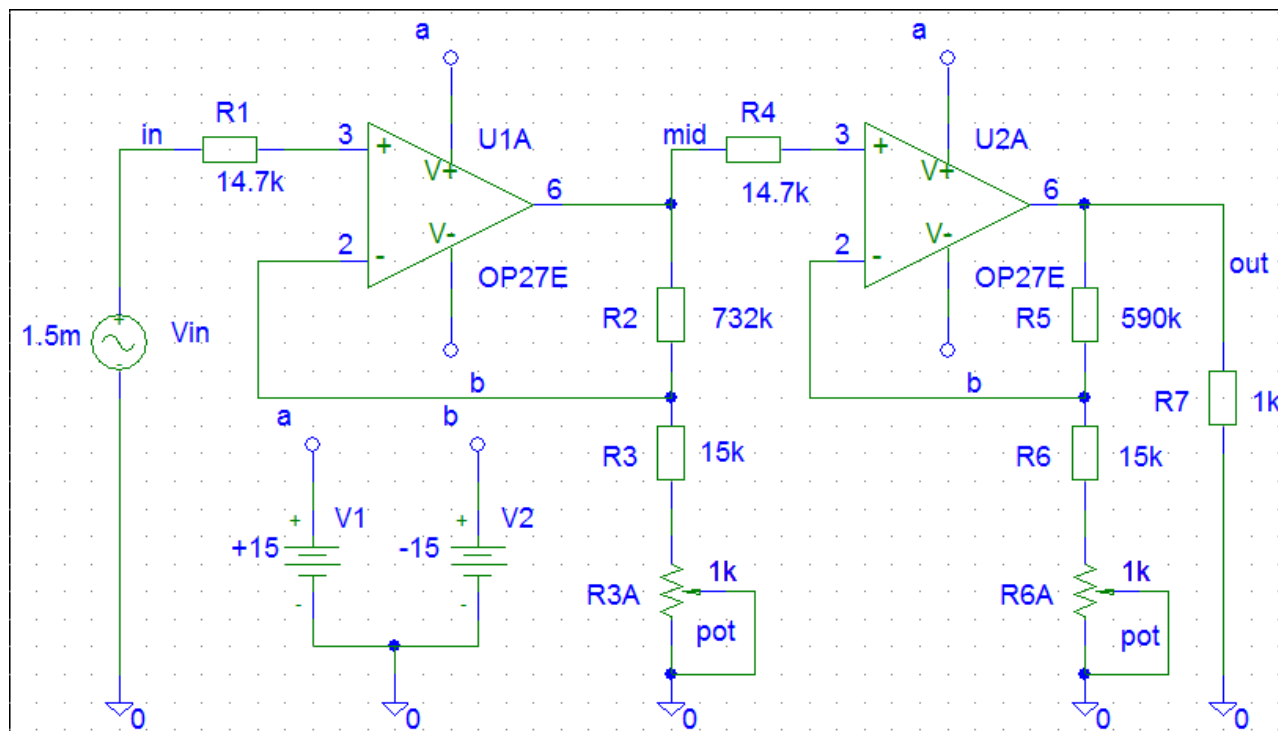 a
a
R1
R4
in
3
+
U1A
mid
3
+
U2A
V+
V+
14.7k
6
14.7k
6
2
-
V-
2
-
V-
OP27E
OP27E
out
+
1.5m
Vin
-
R2
732k
R5
590k
b
b
R7
1k
a
b
R3
15k
R6
15k
+
V1
+
V2
+15
-15
-
-
1k
R3A
pot
1k
R6A
pot
0
0
0
0
0